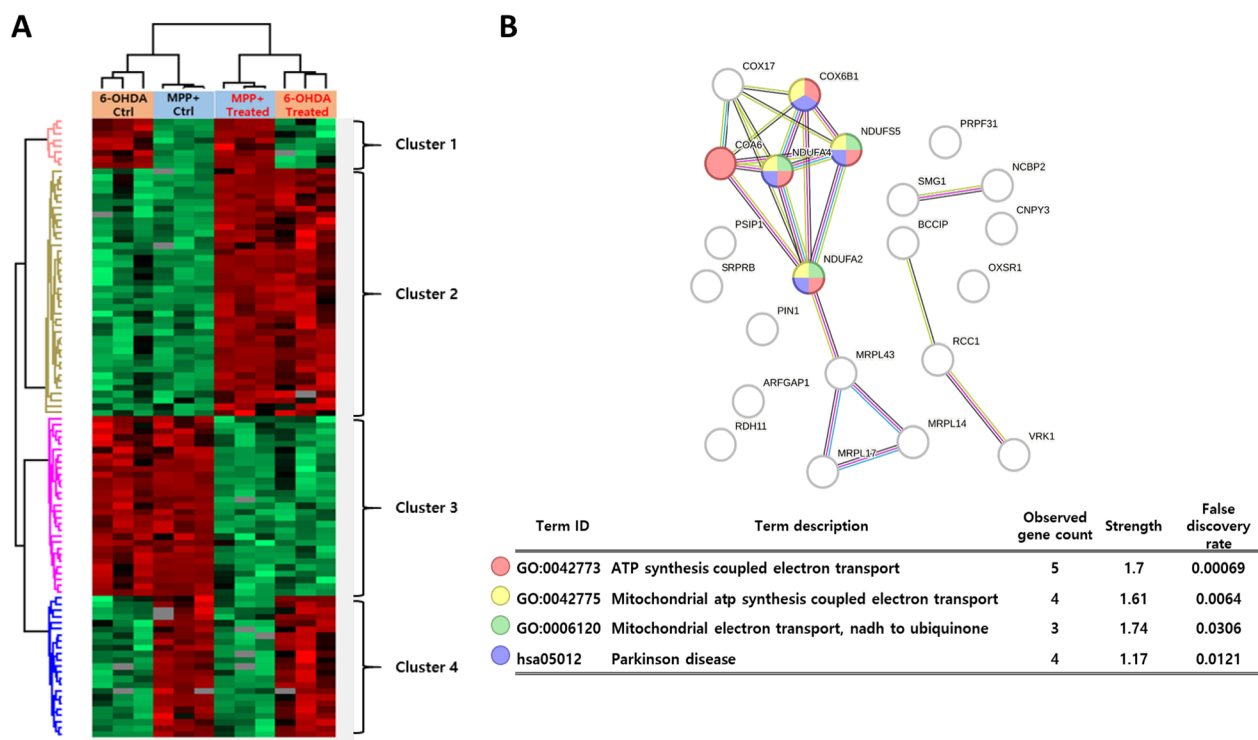 A
6-OHDA
Ctrl
MPP+
Ctrl
MPP+
Treated
6-OHDA
Treated
Cluster 1
Cluster 2
Cluster 3
Cluster 4
B
COX17
COX6B1
NDUFS5
COA6
NDUFA4
PRPF31
NCBP2
SMG1
CNPY3
BCCIP
PSIP1
SRPRB
NDUFA2
OXSR1
PIN1
RCC1
MRPL43
ARFGAP1
RDH11
MRPL14
MRPL17
VRK1
Term ID Term description Observed gene count Strength False discovery rate
GO:0042773 ATP synthesis coupled electron transport 5 1.7 0.00069
GO:0042775 Mitochondrial atp synthesis coupled electron transport 4 1.61 0.0064
GO:0006120 Mitochondrial electron transport, nadh to ubiquinone 3 1.74 0.0306
hsa05012 Parkinson disease 4 1.17 0.0121